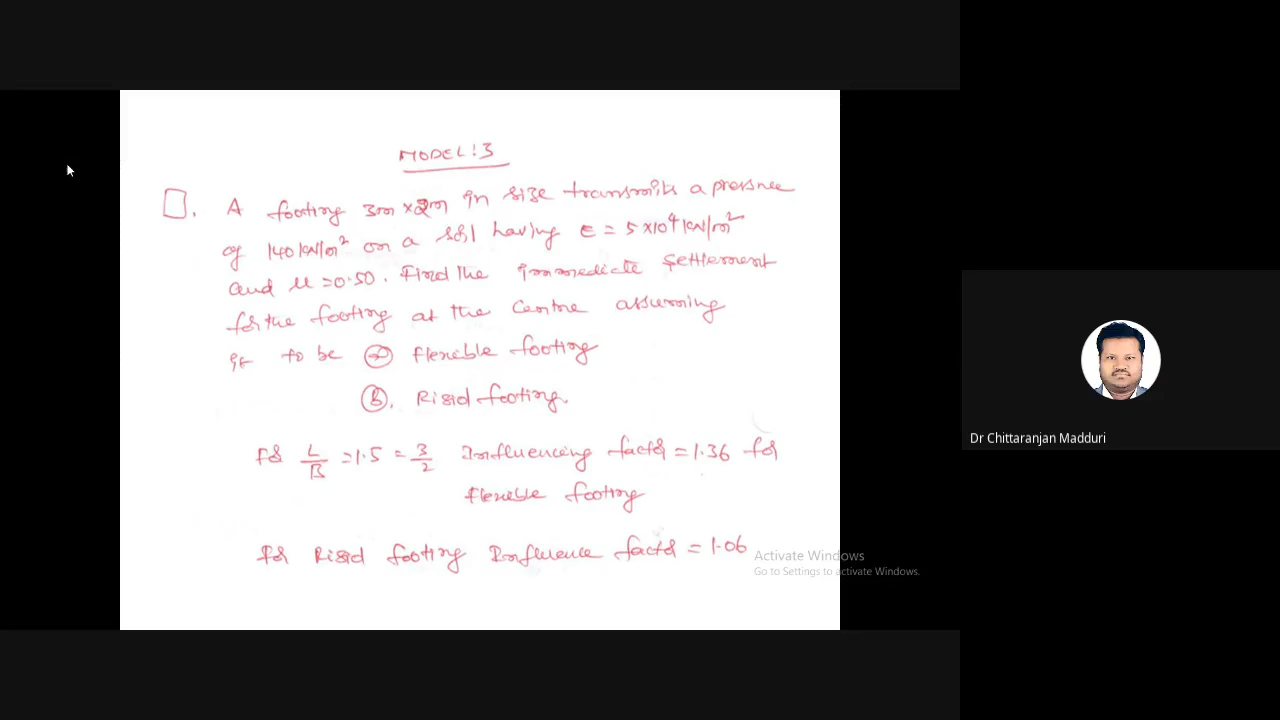 MODEL:3
A footing 3m x 2m in size transmits a pressure
of 140 kN/m² on a soil having E = 5x10⁴ kN/m²
and μ = 0.50. Find the immediate settlement
for the footing at the centre assuming
it to be (a) flexible footing
(b). Rigid footing.
For L/B = 1.5 = 3/2 Influencing factor = 1.36 for
flexible footing
For Rigid footing Influence factor = 1.06
Activate Windows
Go to Settings to activate Windows.
Dr Chittaranjan Madduri